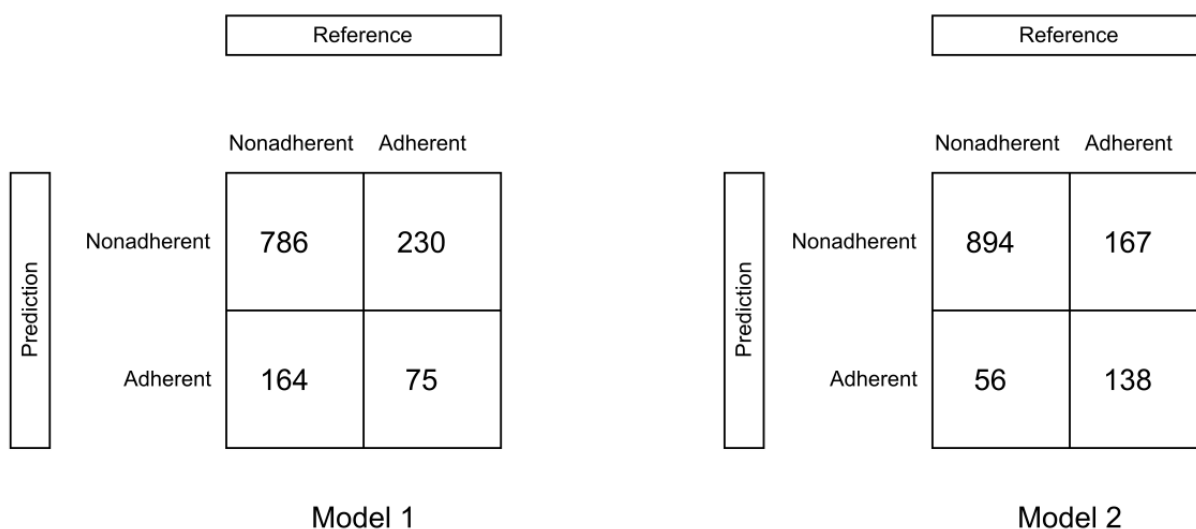 Reference
Nonadherent Adherent
Prediction
Nonadherent 786 230
Adherent 164 75
Model 1
Reference
Nonadherent Adherent
Prediction
Nonadherent 894 167
Adherent 56 138
Model 2